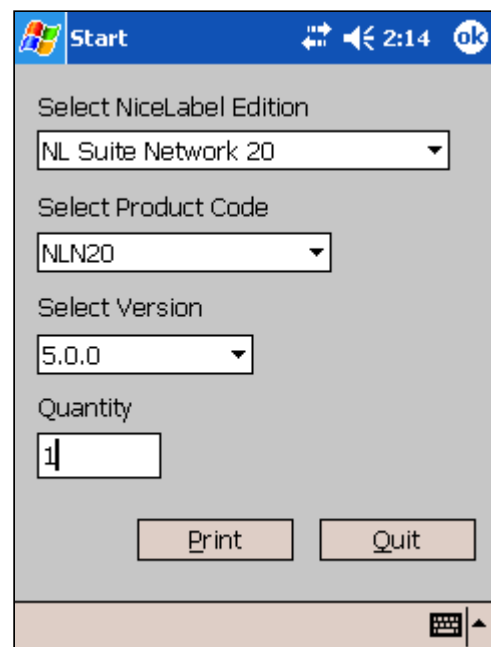 Start 2:14 ok
Select NiceLabel Edition
NL Suite Network 20
Select Product Code
NLN20
Select Version
5.0.0
Quantity
1
Print Quit